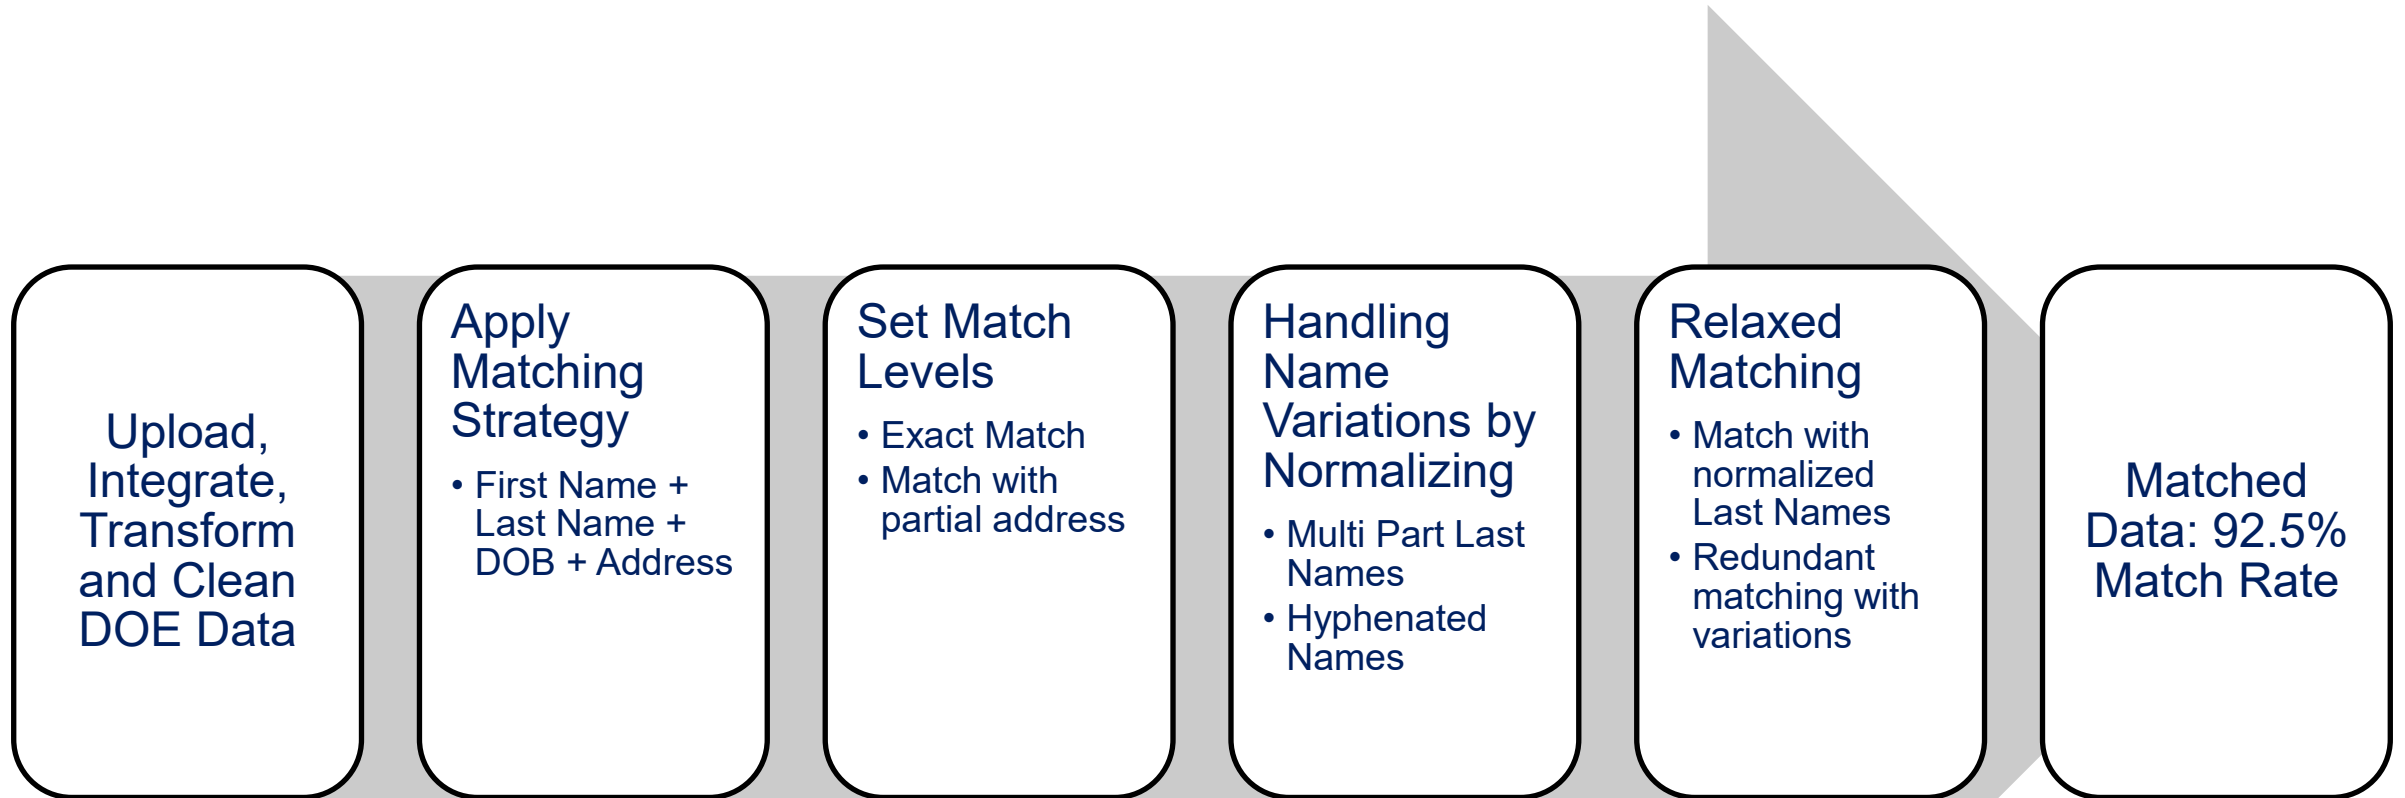 Upload,
Integrate,
Transform
and Clean
DOE Data
Apply
Matching
Strategy
• First Name +
Last Name +
DOB + Address
Set Match
Levels
• Exact Match
• Match with
partial address
Handling
Name
Variations by
Normalizing
• Multi Part Last
Names
• Hyphenated
Names
Relaxed
Matching
• Match with
normalized
Last Names
• Redundant
matching with
variations
Matched
Data: 92.5%
Match Rate